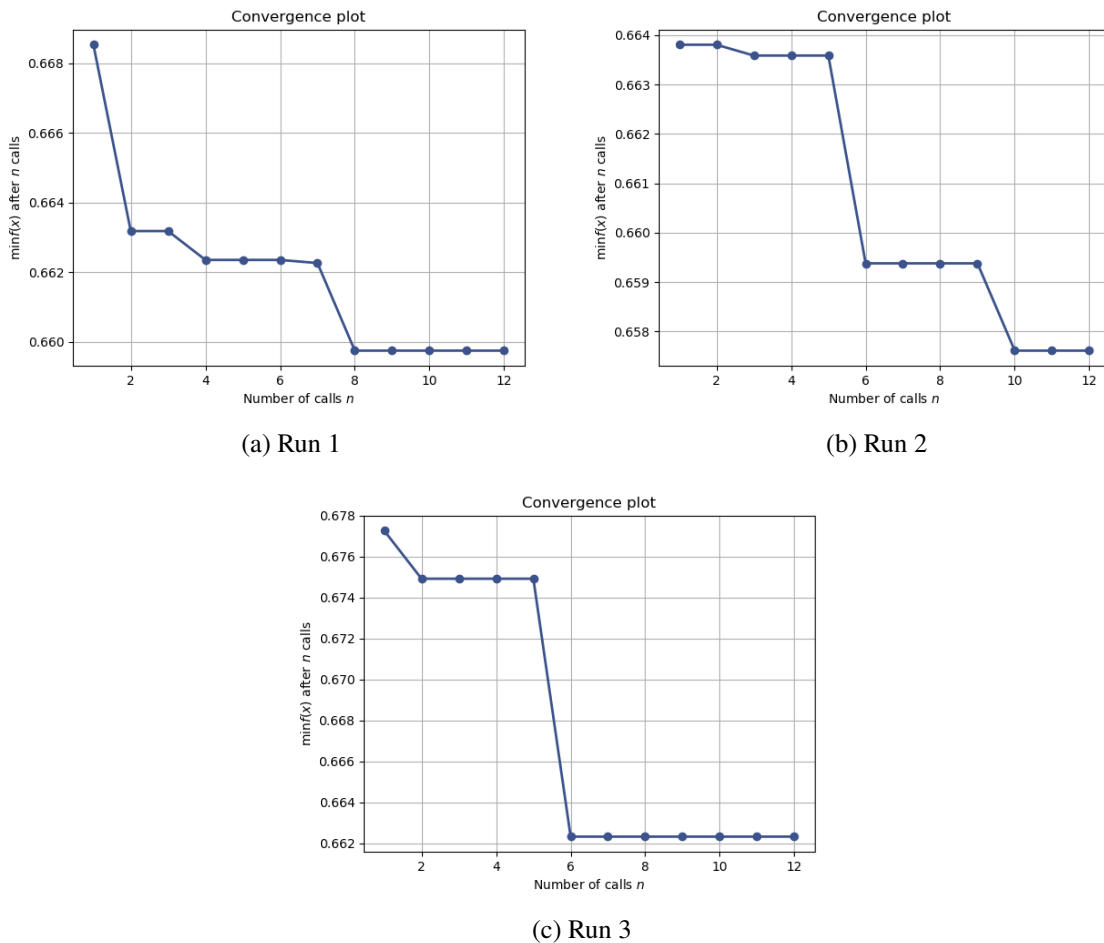 Convergence plot
0.668
0.666
0.664
0.662
0.660
min f(x) after n calls
2 4 6 8 10 12
Number of calls n
(a) Run 1
Convergence plot
0.664
0.663
0.662
0.661
0.660
0.659
0.658
min f(x) after n calls
2 4 6 8 10 12
Number of calls n
(b) Run 2
Convergence plot
0.678
0.676
0.674
0.672
0.670
0.668
0.666
0.664
0.662
min f(x) after n calls
2 4 6 8 10 12
Number of calls n
(c) Run 3